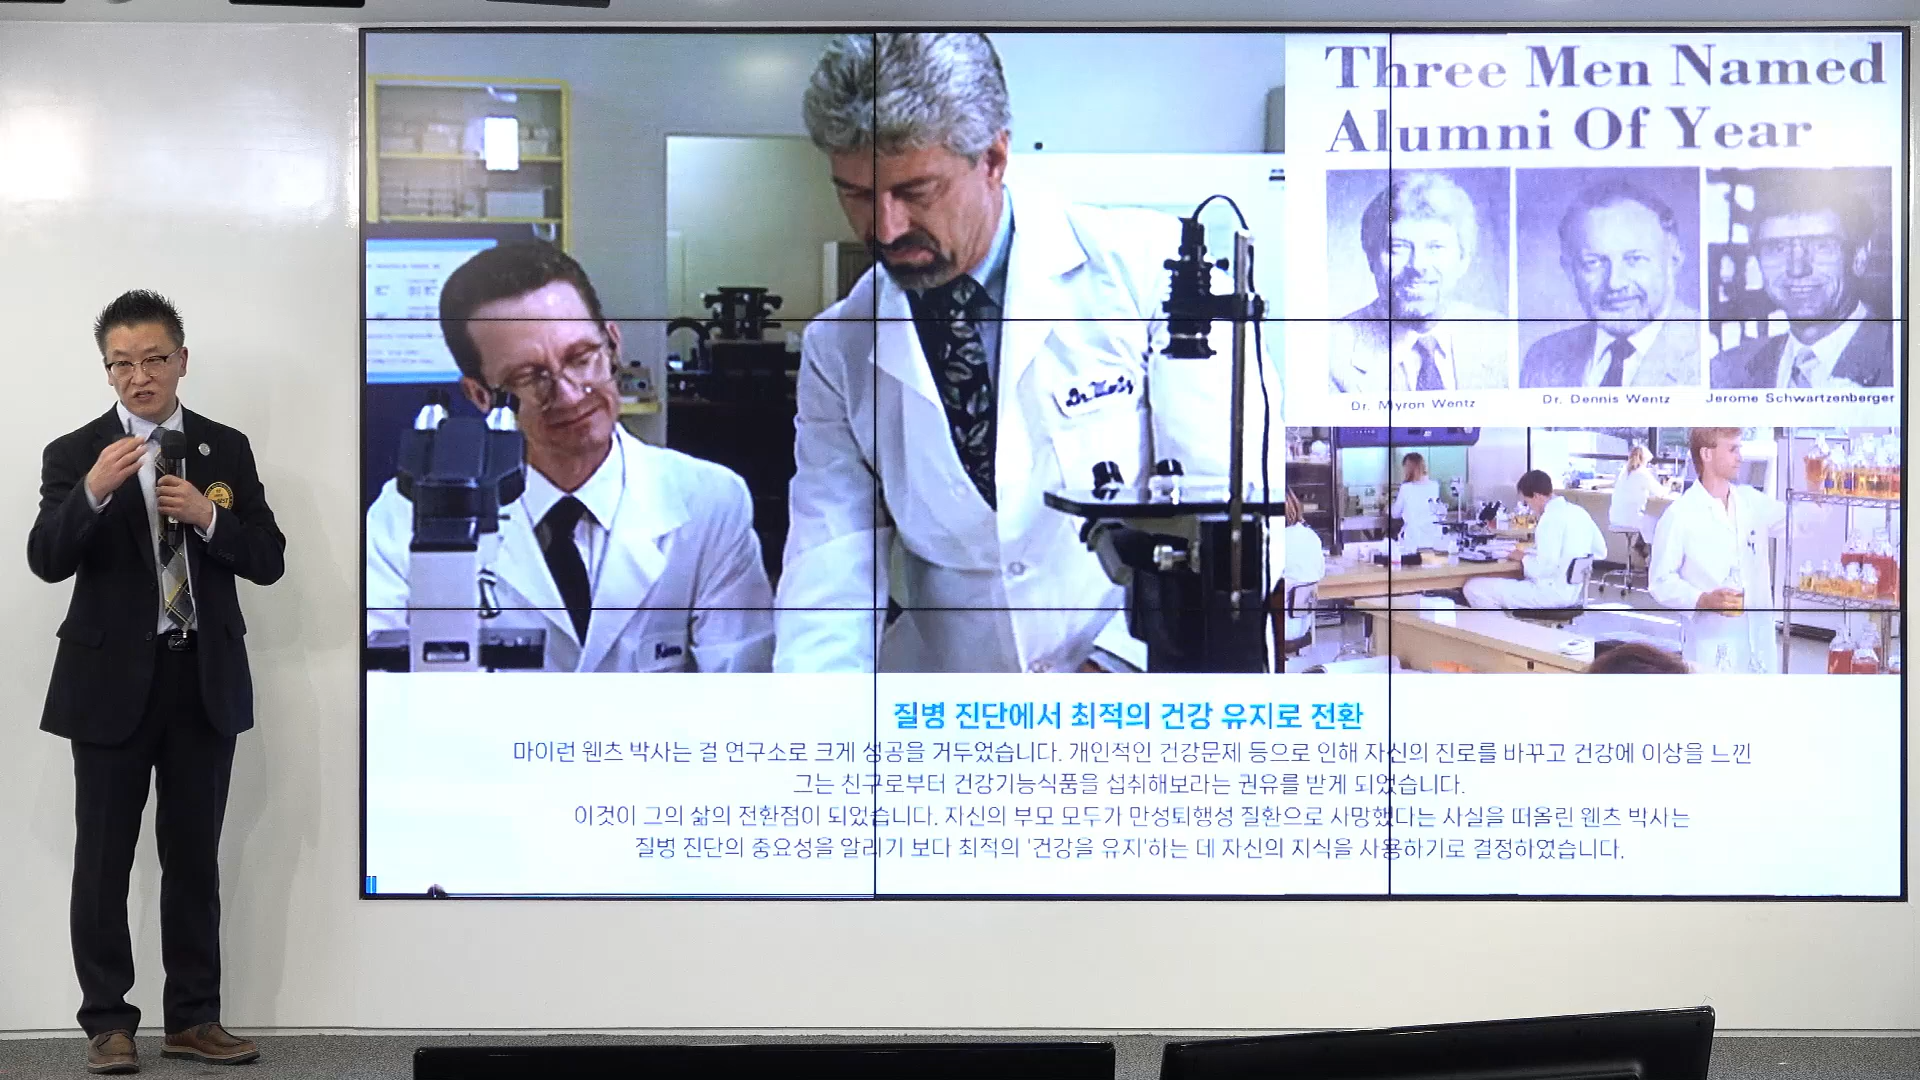 Three Men Named
Alumni Of Year
Dr. Myron Wentz
Dr. Dennis Wentz
Jerome Schwartzenberger
Dr. Wentz
질병 진단에서 최적의 건강 유지로 전환
마이런 웬츠 박사는 걸 연구소로 크게 성공을 거두었습니다. 개인적인 건강문제 등으로 인해 자신의 진로를 바꾸고 건강에 이상을 느낀
그는 친구로부터 건강기능식품을 섭취해보라는 권유를 받게 되었습니다.
이것이 그의 삶의 전환점이 되었습니다. 자신의 부모 모두가 만성퇴행성 질환으로 사망했다는 사실을 떠올린 웬츠 박사는
질병 진단의 중요성을 알리기 보다 최적의 '건강을 유지'하는 데 자신의 지식을 사용하기로 결정하였습니다.